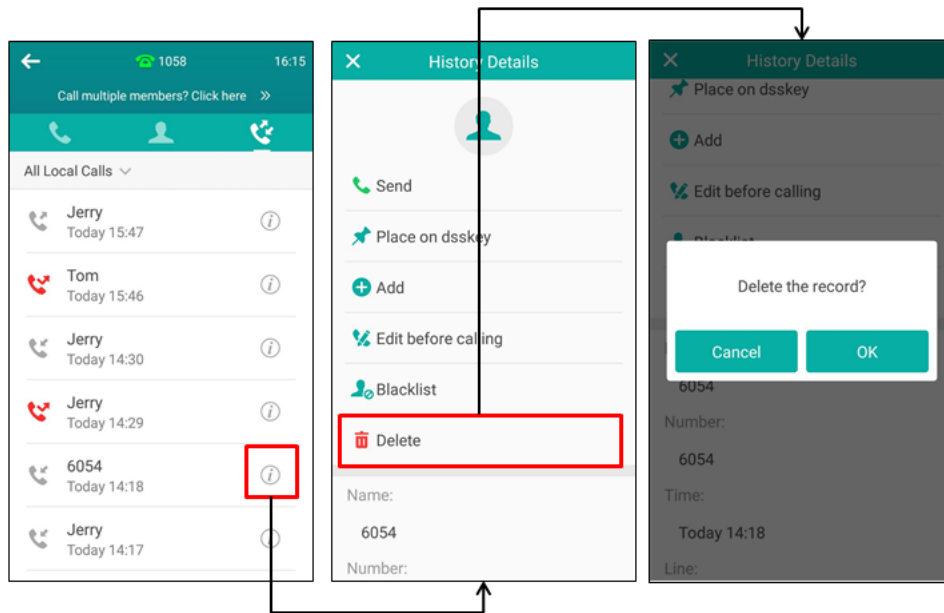 1058
16:15
Call multiple members? Click here »
All Local Calls
Jerry
Today 15:47
Tom
Today 15:46
Jerry
Today 14:30
Jerry
Today 14:29
6054
Today 14:18
Jerry
Today 14:17
History Details
Send
Place on dsskey
Add
Edit before calling
Blacklist
Delete
Name:
6054
Number:
History Details
Place on dsskey
Add
Edit before calling
Blacklist
Delete the record?
Cancel
OK
6054
Number:
6054
Time:
Today 14:18
Line: